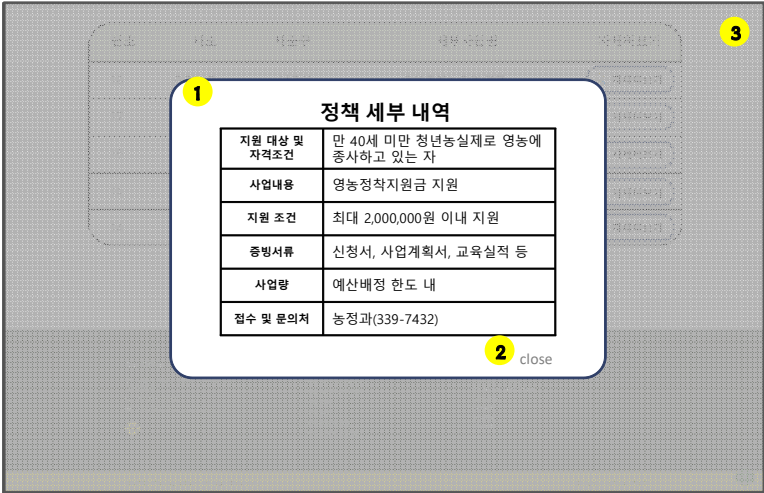 3
1
정책 세부 내역
지원 대상 및
자격조건
만 40세 미만 청년농실제로 영농에
종사하고 있는 자
사업내용
영농정착지원금 지원
지원 조건
최대 2,000,000원 이내 지원
증빙서류
신청서, 사업계획서, 교육실적 등
사업량
예산배정 한도 내
접수 및 문의처
농정과(339-7432)
2
close